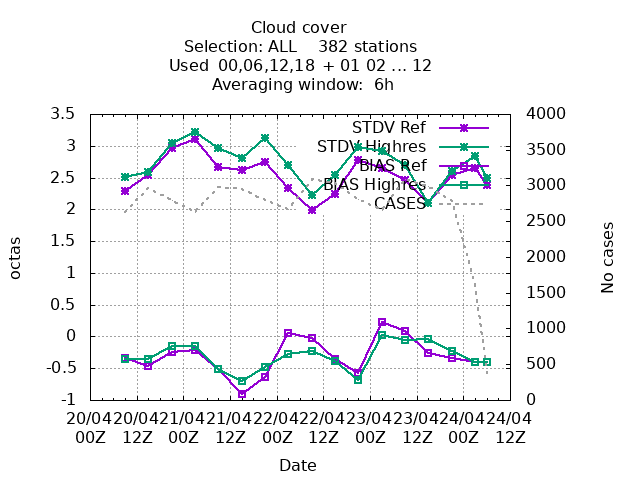 Cloud cover
Selection: ALL    382 stations
Used  00,06,12,18 + 01 02 ... 12
Averaging window:  6h
3.5
3
2.5
2
1.5
1
0.5
0
-0.5
-1
octas
4000
3500
3000
2500
2000
1500
1000
500
0
No cases
STDV Ref
STDV Highres
BIAS Ref
BIAS Highres
CASES
20/04 20/04 21/04 21/04 22/04 22/04 23/04 23/04 24/04 24/04
00Z 12Z 00Z 12Z 00Z 12Z 00Z 12Z 00Z 12Z
Date